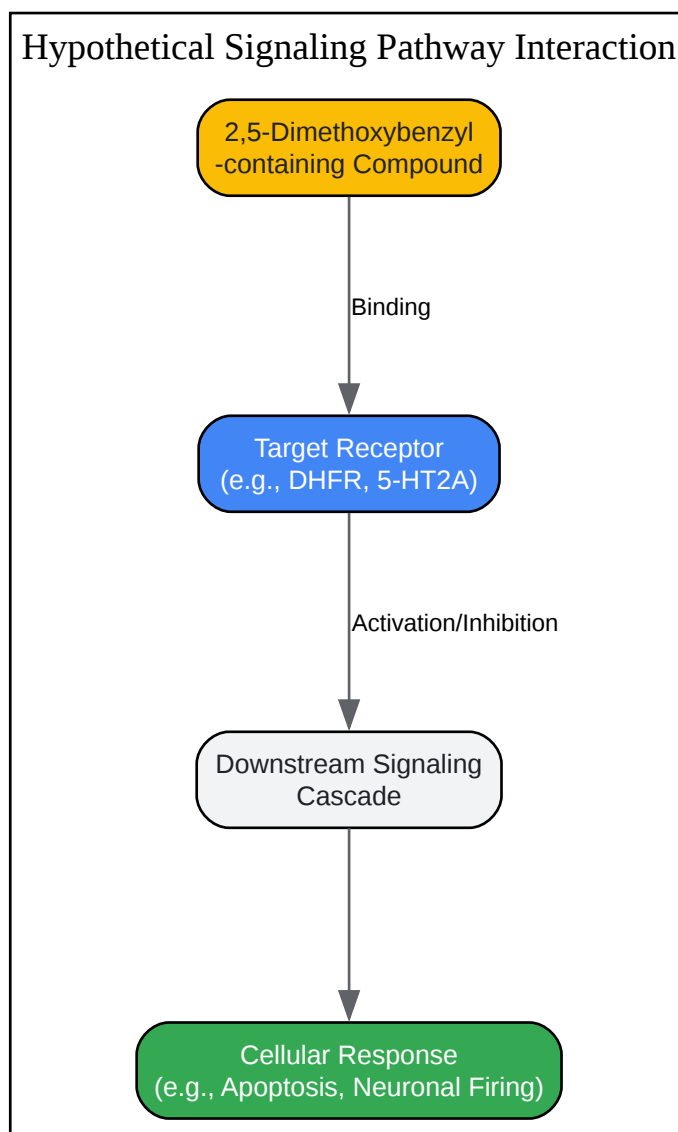 Hypothetical Signaling Pathway Interaction
2,5-Dimethoxybenzyl
-containing Compound
Binding
Target Receptor
(e.g., DHFR, 5-HT2A)
Activation/Inhibition
Downstream Signaling
Cascade
Cellular Response
(e.g., Apoptosis, Neuronal Firing)